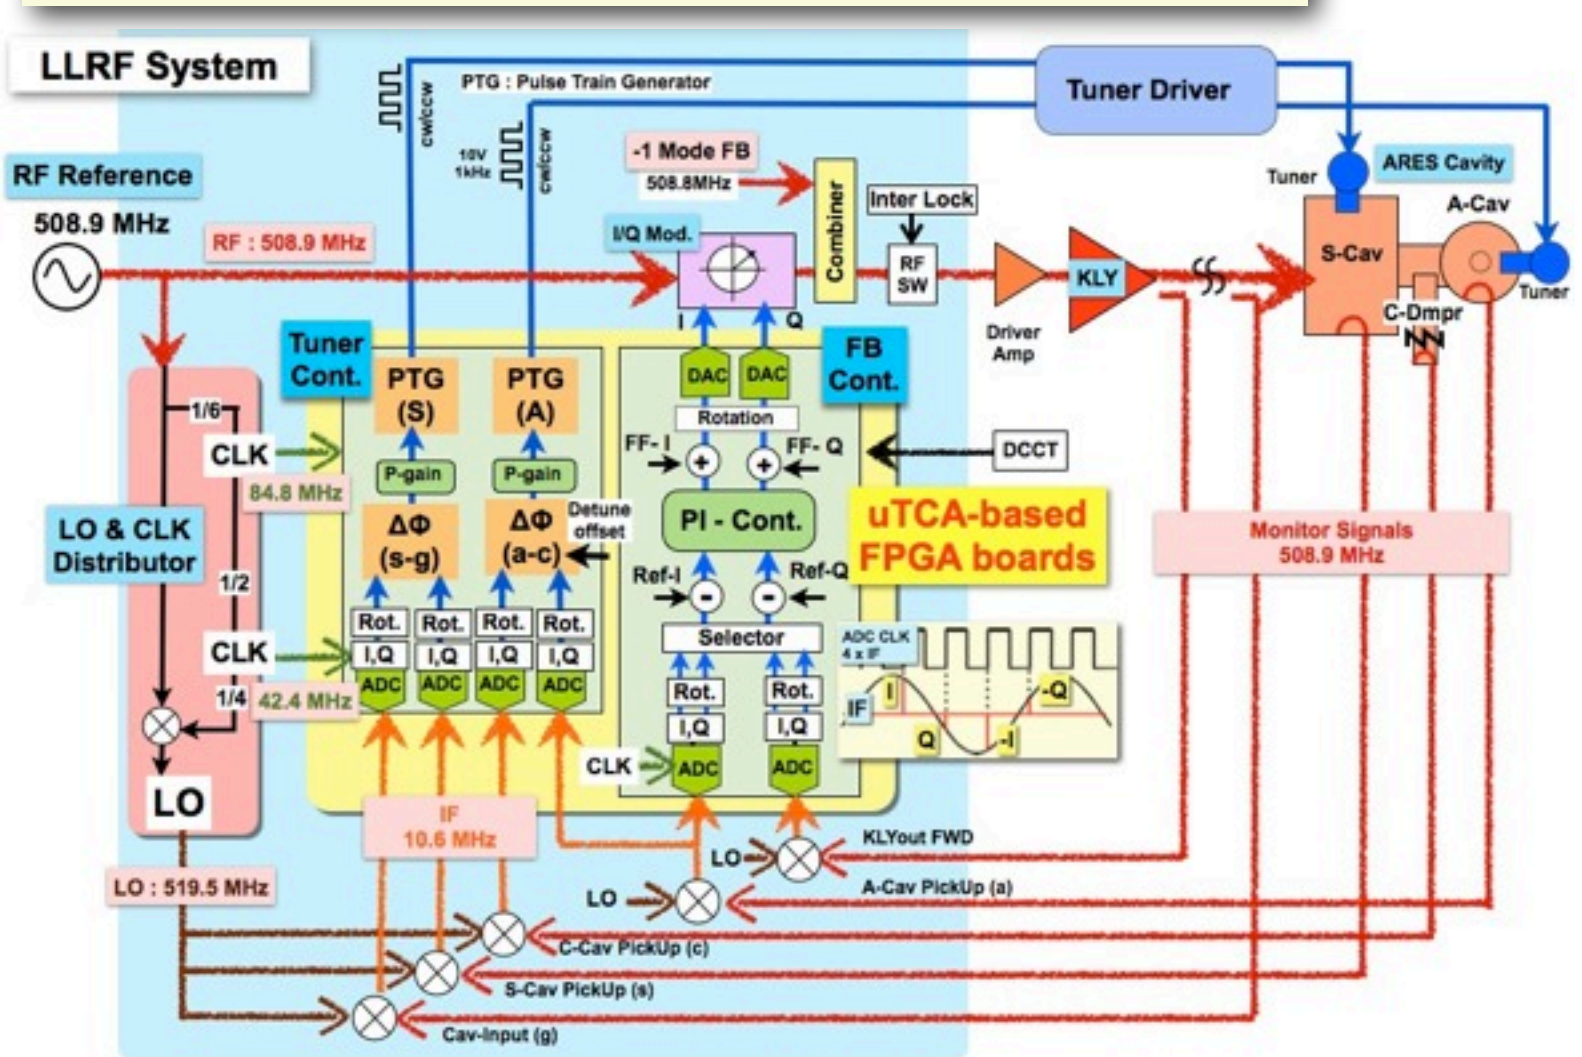 LLRF System
PTG : Pulse Train Generator
Tuner Driver
cw/ccw
10V
1kHz
cw/ccw
-1 Mode FB
508.8MHz
Combiner
Inter Lock
RF
SW
Tuner
ARES Cavity
A-Cav
S-Cav
Tuner
C-Dmpr
RF Reference
508.9 MHz
RF : 508.9 MHz
I/Q Mod.
I
Q
Driver
Amp
KLY
Tuner
Cont.
PTG
(S)
PTG
(A)
P-gain
P-gain
ΔΦ
(s-g)
ΔΦ
(a-c)
Detune
offset
Rot.
Rot.
Rot.
Rot.
I,Q
I,Q
I,Q
I,Q
ADC
ADC
ADC
ADC
FB
Cont.
DAC
DAC
Rotation
FF- I
+
+
FF- Q
DCCT
PI - Cont.
uTCA-based
FPGA boards
Ref-I
-
-
Ref-Q
Selector
Rot.
Rot.
I,Q
I,Q
CLK
ADC
ADC
ADC CLK
4 x IF
IF
I
Q
-I
-Q
Monitor Signals
508.9 MHz
1/6
CLK
84.8 MHz
LO & CLK
Distributor
1/2
CLK
1/4
42.4 MHz
LO
LO : 519.5 MHz
IF
10.6 MHz
LO
KLYout FWD
LO
A-Cav PickUp (a)
C-Cav PickUp (c)
S-Cav PickUp (s)
Cav-Input (g)